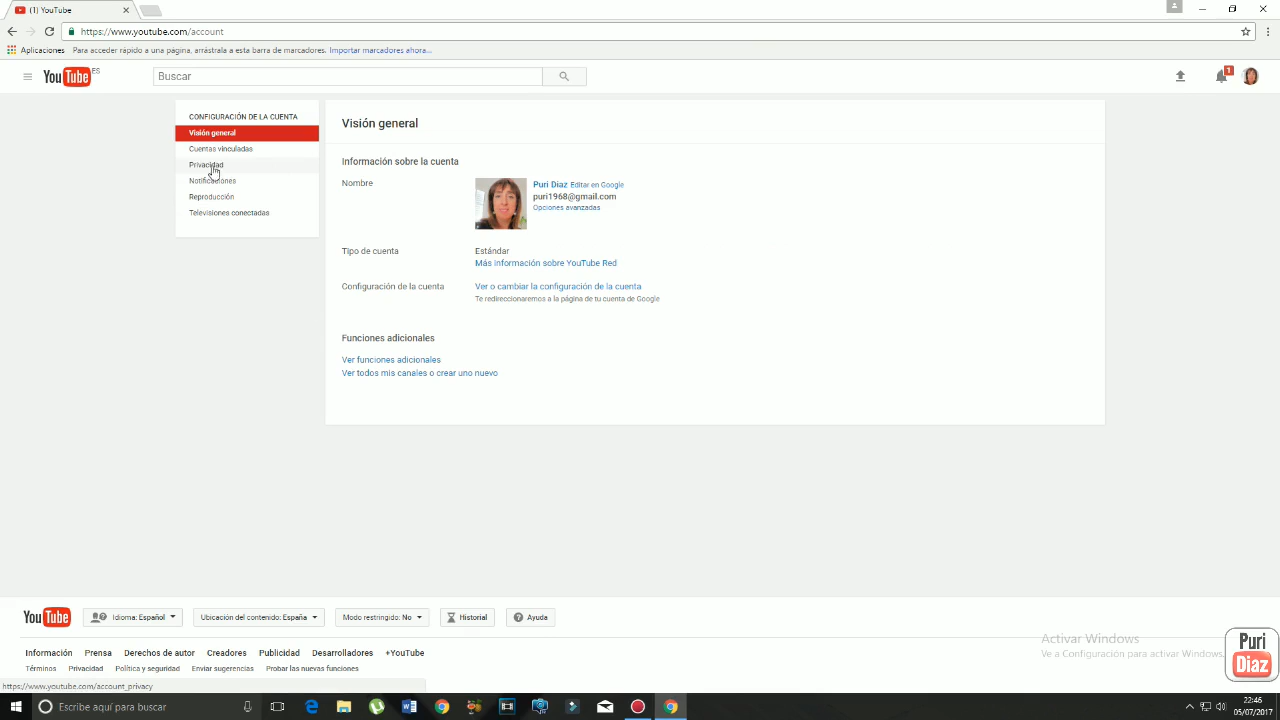 (1) YouTube
https://www.youtube.com/account
Aplicaciones Para acceder rápido a una página, arrástrala a esta barra de marcadores. Importar marcadores ahora...
YouTube ES
Buscar
1
CONFIGURACIÓN DE LA CUENTA
Visión general
Cuentas vinculadas
Privacidad
Notificaciones
Reproducción
Televisiones conectadas
Visión general
Información sobre la cuenta
Nombre
Puri Diaz Editar en Google
puri1968@gmail.com
Opciones avanzadas
Tipo de cuenta Estándar
Más información sobre YouTube Red
Configuración de la cuenta Ver o cambiar la configuración de la cuenta
Te redireccionaremos a la página de tu cuenta de Google
Funciones adicionales
Ver funciones adicionales
Ver todos mis canales o crear uno nuevo
YouTube Idioma: Español Ubicación del contenido: España Modo restringido: No Historial Ayuda
Información Prensa Derechos de autor Creadores Publicidad Desarrolladores +YouTube
Términos Privacidad Política y seguridad Enviar sugerencias Probar las nuevas funciones
Activar Windows
Ve a Configuración para activar Windows.
Puri
Diaz
https://www.youtube.com/account_privacy
Escribe aquí para buscar
22:46
05/07/2017